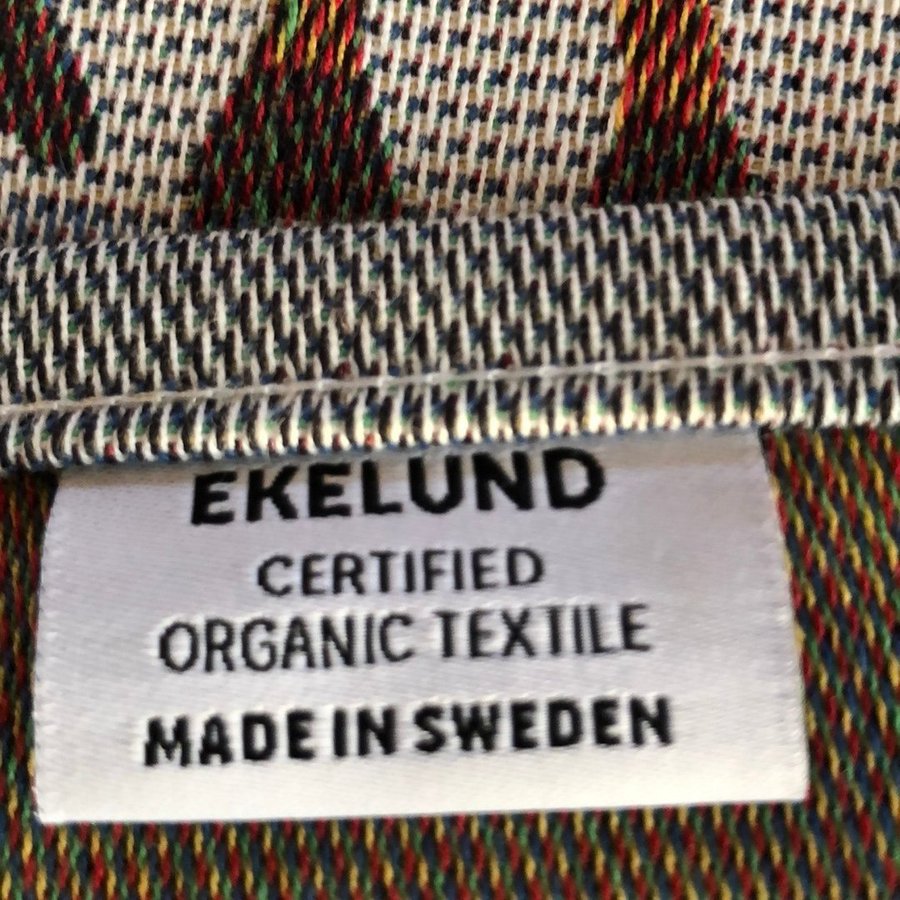 EKELUND
CERTIFIED
ORGANIC TEXTILE
MADE IN SWEDEN